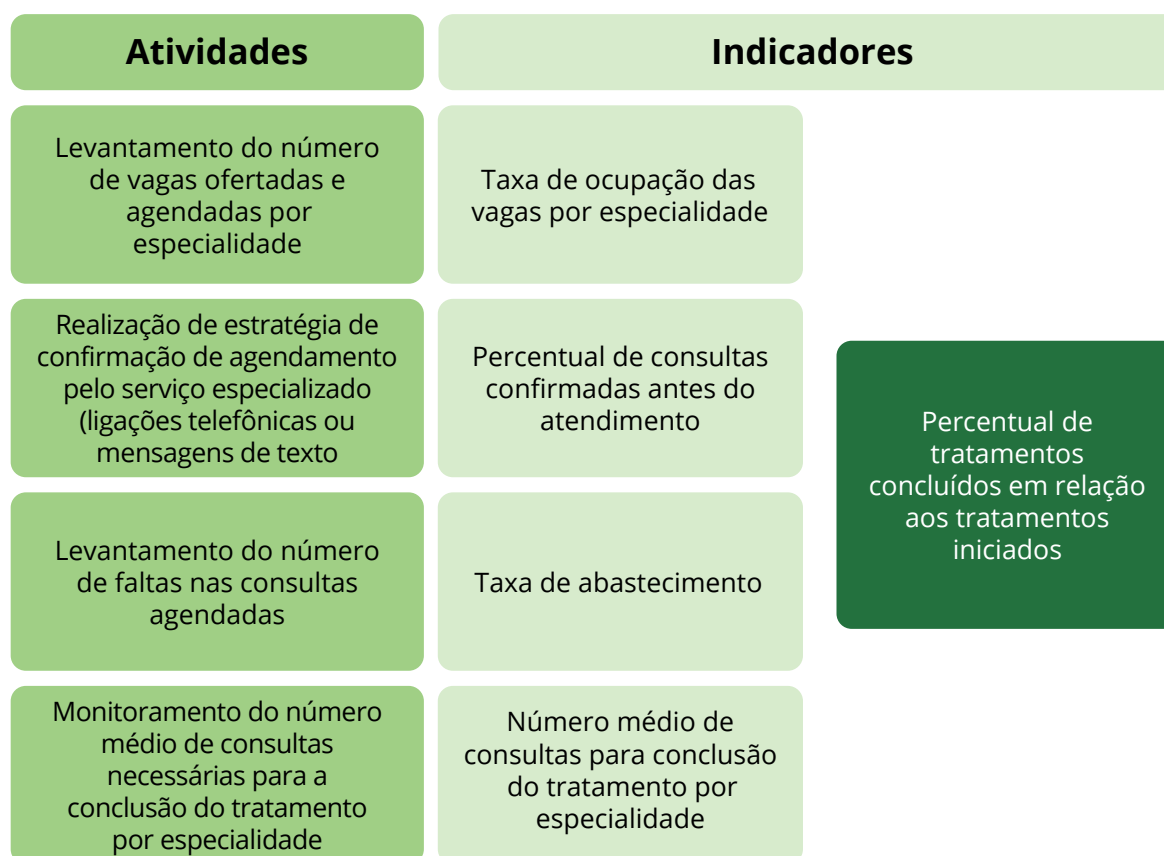 Atividades
Indicadores
Levantamento do número
de vagas ofertadas e
agendadas por
especialidade
Taxa de ocupação das
vagas por especialidade
Realização de estratégia de
confirmação de agendamento
pelo serviço especializado
(ligações telefônicas ou
mensagens de texto
Percentual de consultas
confirmadas antes do
atendimento
Levantamento do número
de faltas nas consultas
agendadas
Taxa de abastecimento
Monitoramento do número
médio de consultas
necessárias para a
conclusão do tratamento
por especialidade
Número médio de
consultas para conclusão
do tratamento por
especialidade
Percentual de
tratamentos
concluídos em relação
aos tratamentos
iniciados